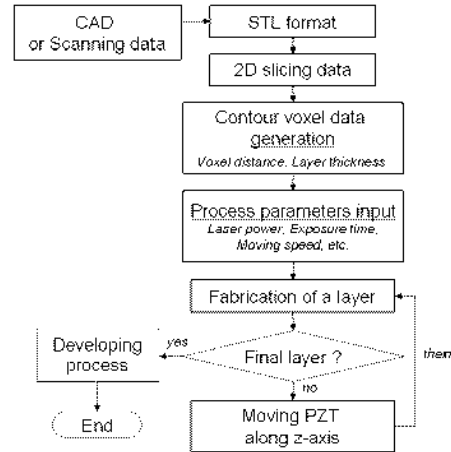 CAD
or Scanning data
STL format
2D slicing data
Contour voxel data
generation
Voxel distance, Layer thickness
Process parameters input
Laser power, Exposure time,
Moving speed, etc.
Fabrication of a layer
Final layer ?
yes
Developing
process
End
no
Moving PZT
along z-axis
then